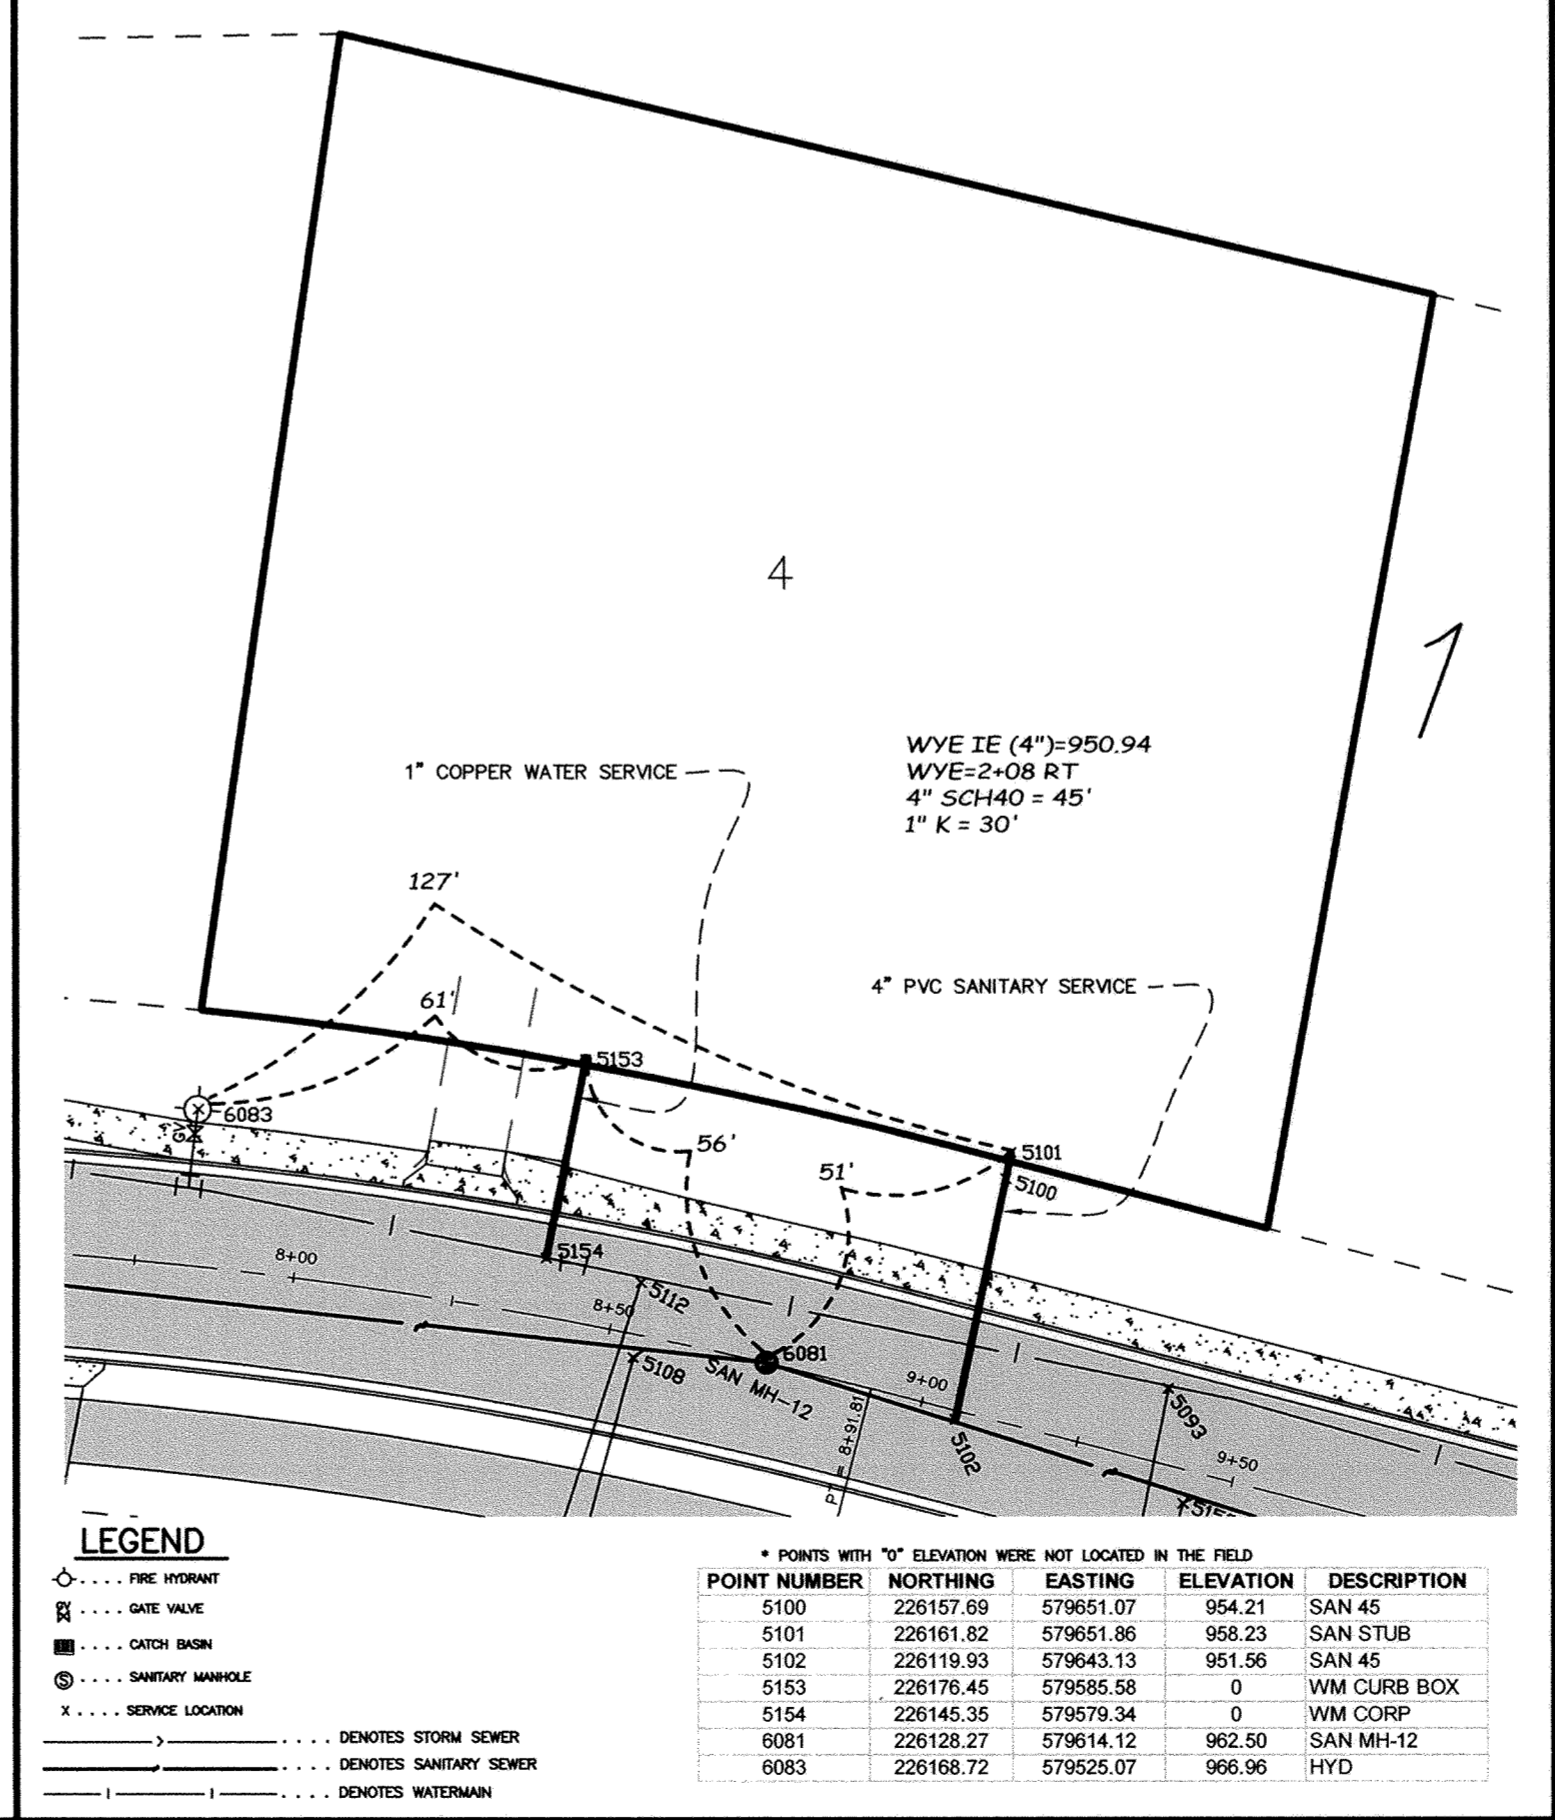 4
1
WYE IE (4")=950.94
WYE=2+08 RT
4" SCH40 = 45'
1" K = 30'
1" COPPER WATER SERVICE
127'
4" PVC SANITARY SERVICE
61'
5153
6083
GV
56'
5101
51'
5100
5154
8+00
5112
8+50
6081
5108
SAN MH-12
9+00
5093
PT = 8+91.81
5102
9+50
LEGEND
.... FIRE HYDRANT
GV .... GATE VALVE
.... CATCH BASIN
S .... SANITARY MANHOLE
x .... SERVICE LOCATION
.... DENOTES STORM SEWER
.... DENOTES SANITARY SEWER
.... DENOTES WATERMAIN
* POINTS WITH "0" ELEVATION WERE NOT LOCATED IN THE FIELD
POINT NUMBER NORTHING EASTING ELEVATION DESCRIPTION
5100 226157.69 579651.07 954.21 SAN 45
5101 226161.82 579651.86 958.23 SAN STUB
5102 226119.93 579643.13 951.56 SAN 45
5153 226176.45 579585.58 0 WM CURB BOX
5154 226145.35 579579.34 0 WM CORP
6081 226128.27 579614.12 962.50 SAN MH-12
6083 226168.72 579525.07 966.96 HYD